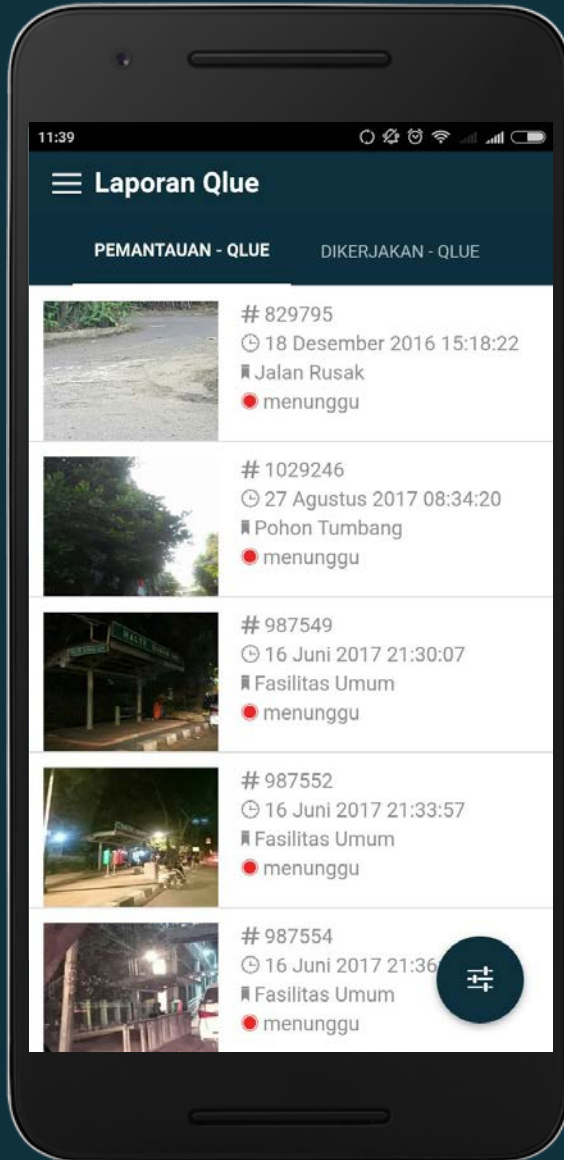 11:39
Laporan Qlue
PEMANTAUAN - QLUE
DIKERJAKAN - QLUE
# 829795
18 Desember 2016 15:18:22
Jalan Rusak
menunggu
# 1029246
27 Agustus 2017 08:34:20
Pohon Tumbang
menunggu
# 987549
16 Juni 2017 21:30:07
Fasilitas Umum
menunggu
# 987552
16 Juni 2017 21:33:57
Fasilitas Umum
menunggu
# 987554
16 Juni 2017 21:36
Fasilitas Umum
menunggu